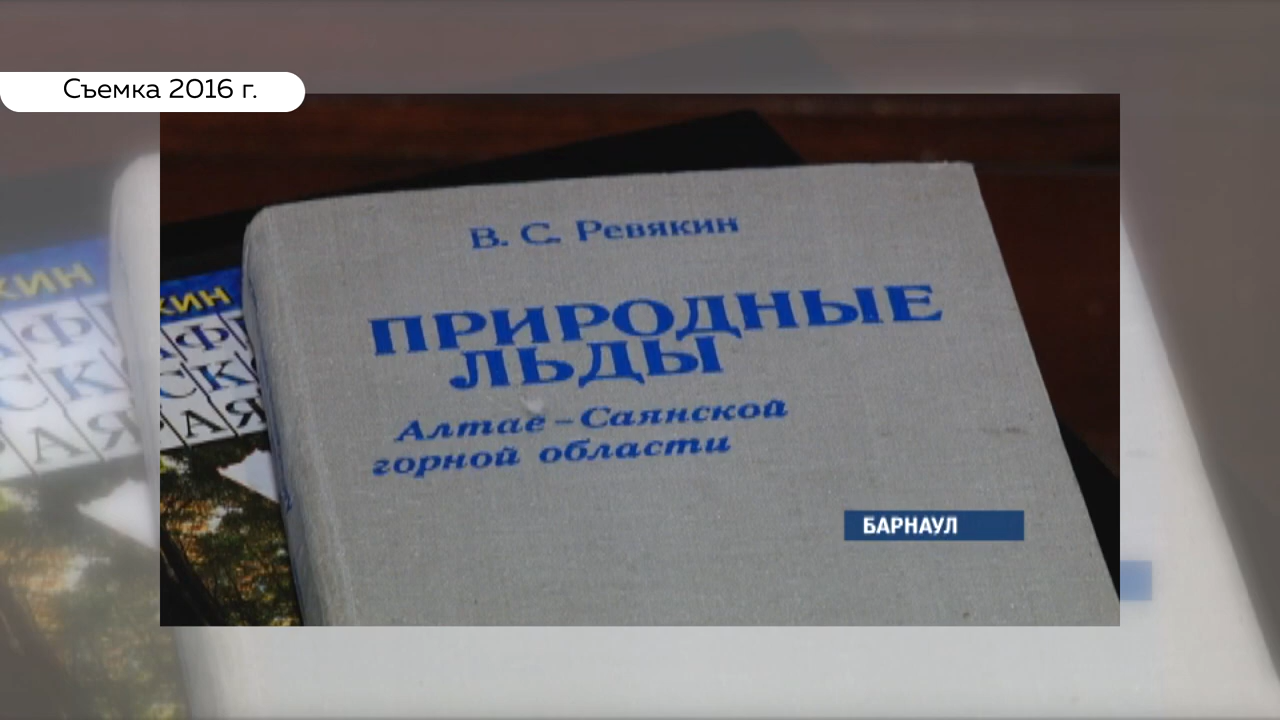 Съемка 2016 г.
В. С. Ревякин
ПРИРОДНЫЕ
ЛЬДЫ
Алтае-Саянской
горной области
БАРНАУЛ